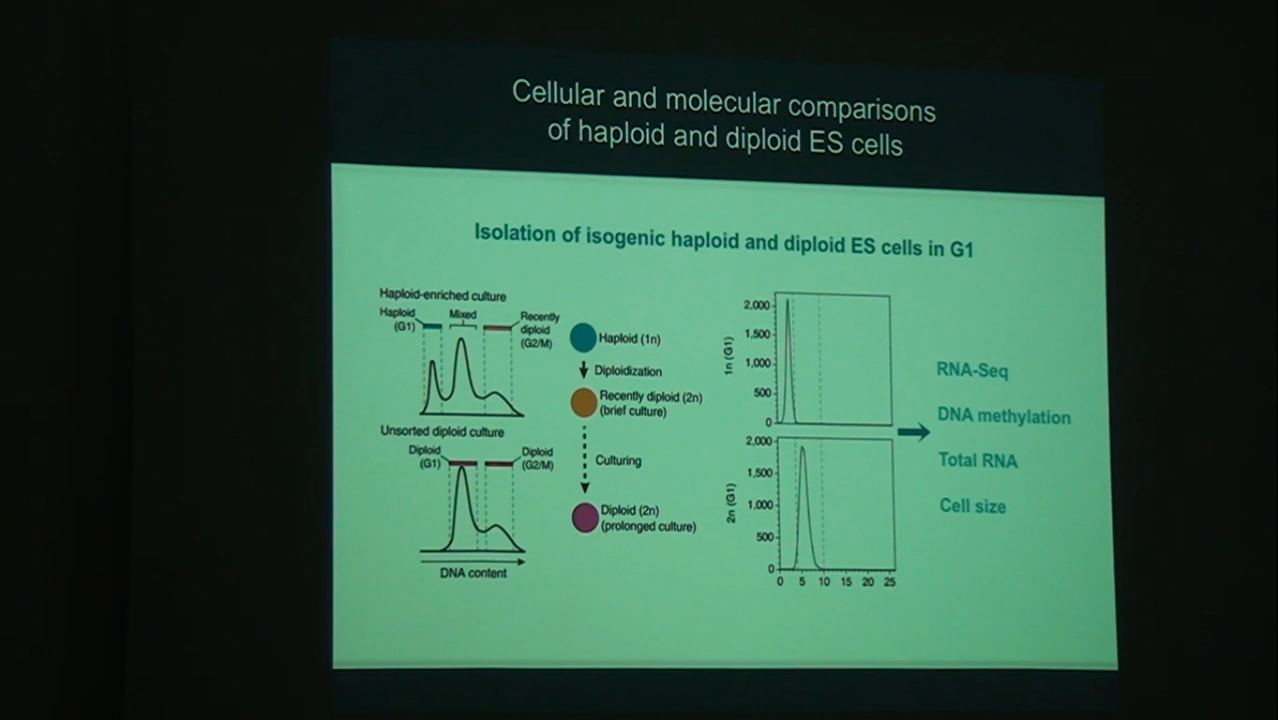 Cellular and molecular comparisons
of haploid and diploid ES cells
Isolation of isogenic haploid and diploid ES cells in G1
Haploid-enriched culture
Haploid
(G1)
Mixed
Recently
diploid
(G2/M)
Unsorted diploid culture
Diploid
(G1)
Diploid
(G2/M)
DNA content
Haploid (1n)
Diploidization
Recently diploid (2n)
(brief culture)
Culturing
Diploid (2n)
(prolonged culture)
1n (G1)
2,000
1,500
1,000
500
0
2n (G1)
2,000
1,500
1,000
500
0
0 5 10 15 20 25
RNA-Seq
DNA methylation
Total RNA
Cell size